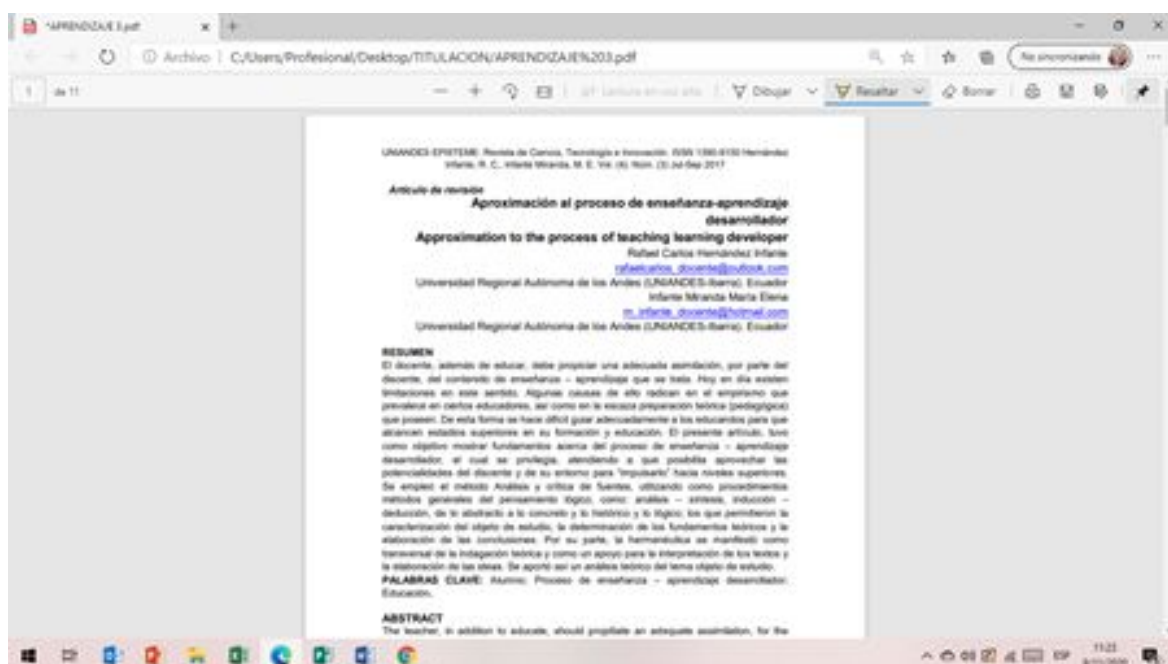 *APRENDIZAJE 3.pdf
Archivo | C:/Users/Profesional/Desktop/TITULACION/APRENDIZAJE%203.pdf
No sincronizando
1 de 11
Lectura en voz alta
Dibujar
Resaltar
Borrar
UNIANDES EPISTEME: Revista de Ciencia, Tecnología e Innovación. ISSN 1390-9150 Hernández
Infante, R. C., Infante Miranda, M. E. Vol. (4). Núm. (3) Jul-Sep 2017
Artículo de revisión
Aproximación al proceso de enseñanza-aprendizaje
desarrollador
Approximation to the process of teaching learning developer
Rafael Carlos Hernández Infante
rafaelcarlos_docente@outlook.com
Universidad Regional Autónoma de los Andes (UNIANDES-Ibarra). Ecuador
Infante Miranda María Elena
m_infante_docente@hotmail.com
Universidad Regional Autónoma de los Andes (UNIANDES-Ibarra). Ecuador
RESUMEN
El docente, además de educar, debe propiciar una adecuada asimilación, por parte del
discente, del contenido de enseñanza – aprendizaje que se trata. Hoy en día existen
limitaciones en este sentido. Algunas causas de ello radican en el empirismo que
prevalece en ciertos educadores, así como en la escasa preparación teórica (pedagógica)
que poseen. De esta forma se hace difícil guiar adecuadamente a los educandos para que
alcancen estadios superiores en su formación y educación. El presente artículo, tuvo
como objetivo mostrar fundamentos acerca del proceso de enseñanza – aprendizaje
desarrollador, el cual se privilegia, atendiendo a que posibilita aprovechar las
potencialidades del discente y de su entorno para "impulsarlo" hacia niveles superiores.
Se empleó el método Análisis y crítica de fuentes, utilizando como procedimientos
métodos generales del pensamiento lógico, como: análisis – síntesis, inducción –
deducción, de lo abstracto a lo concreto y lo histórico y lo lógico; los que permitieron la
caracterización del objeto de estudio, la determinación de los fundamentos teóricos y la
elaboración de las conclusiones. Por su parte, la hermenéutica se manifestó como
transversal de la indagación teórica y como un apoyo para la interpretación de los textos y
la elaboración de las ideas. Se aportó así un análisis teórico del tema objeto de estudio.
PALABRAS CLAVE: Alumno; Proceso de enseñanza – aprendizaje desarrollador;
Educación.
ABSTRACT
The teacher, in addition to educate, should propitiate an adequate assimilation, for the
ESP
11:23